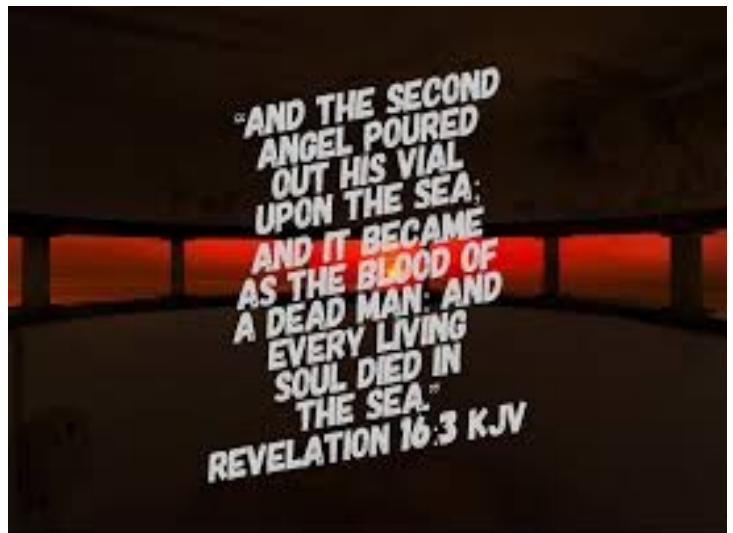 “AND THE SECOND
ANGEL POURED
OUT HIS VIAL
UPON THE SEA;
AND IT BECAME
AS THE BLOOD OF
A DEAD MAN: AND
EVERY LIVING
SOUL DIED IN
THE SEA.”
REVELATION 16:3 KJV